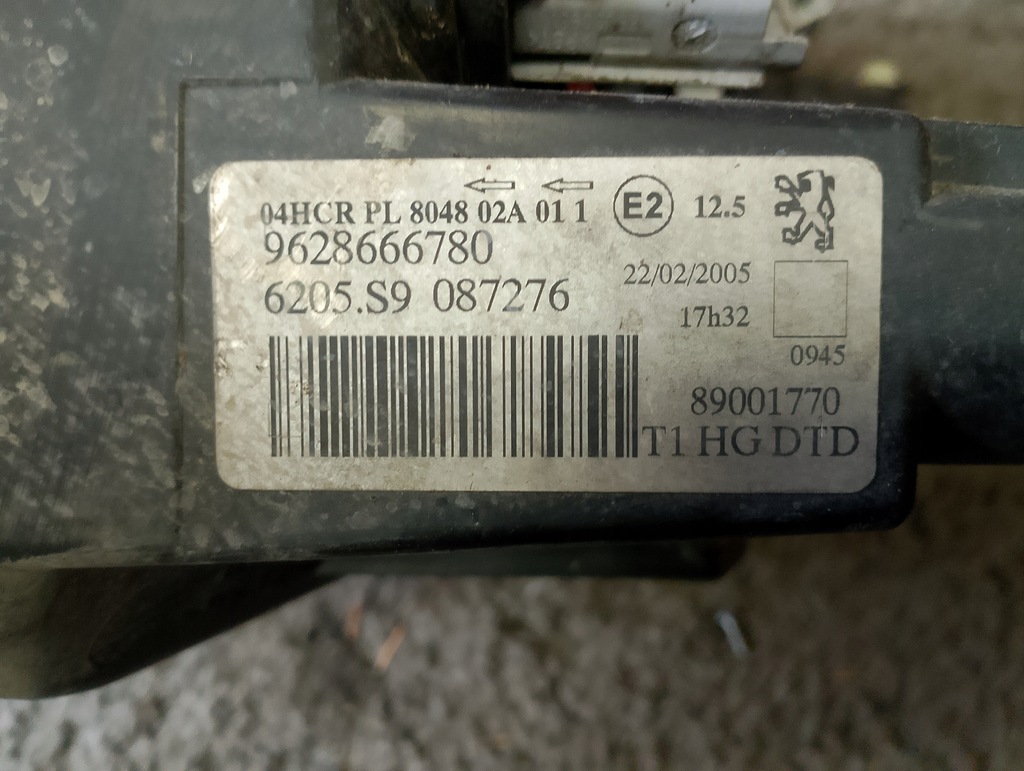 04HCR PL 8048 02A 01 1 E2 12.5
9628666780
6205.S9 087276
22/02/2005
17h32
0945
89001770
T1 HG DTD